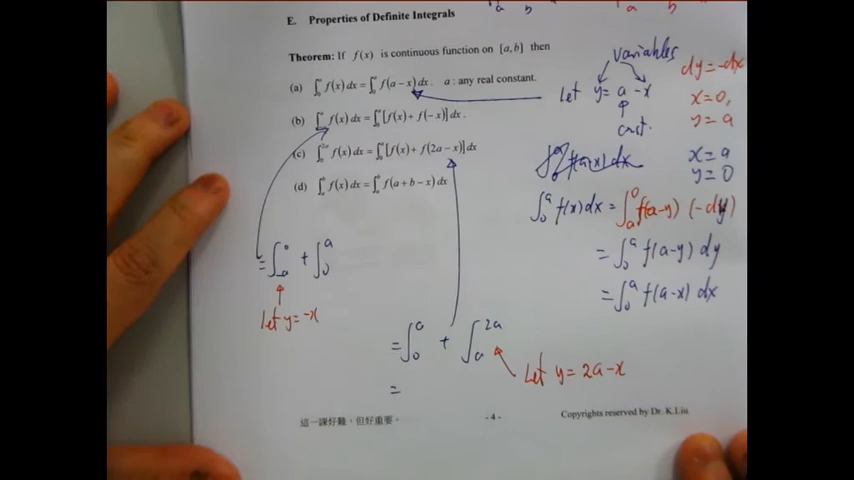 E. Properties of Definite Integrals
Theorem: If f(x) is continuous function on [a, b] then
(a) ∫₀ᵃ f(x) dx = ∫₀ᵃ f(a−x) dx. a : any real constant.
(b) ∫₋ₐᵃ f(x) dx = ∫₀ᵃ [f(x) + f(−x)] dx.
(c) ∫₀²ᵃ f(x) dx = ∫₀ᵃ [f(x) + f(2a−x)] dx
(d) ∫ₐᵇ f(x) dx = ∫ₐᵇ f(a+b−x) dx
variables
Let y = a − x
const.
dy = −dx
x=0,
y=a
x=a
y=0
∫₀ᵃ f(x) dx = ∫ₐ⁰ f(a−y) (−dy)
= ∫₀ᵃ f(a−y) dy
= ∫₀ᵃ f(a−x) dx
= ∫₋ₐ⁰ + ∫₀ᵃ
Let y = −x
= ∫₀ᵃ + ∫ₐ²ᵃ
Let y = 2a−x
=
這一課好難，但好重要。
- 4 -
Copyrights reserved by Dr. K.Liu